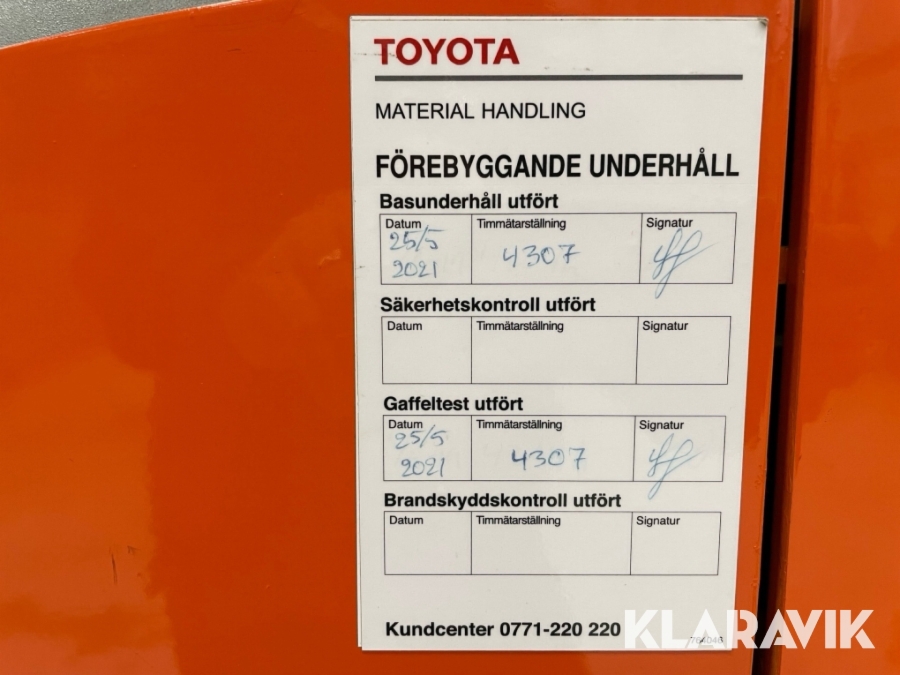 TOYOTA
MATERIAL HANDLING
FÖREBYGGANDE UNDERHÅLL
Basunderhåll utfört
Datum Timmätarställning Signatur
25/5 4307
2021
Säkerhetskontroll utfört
Datum Timmätarställning Signatur
Gaffeltest utfört
Datum Timmätarställning Signatur
25/5 4307
2021
Brandskyddskontroll utfört
Datum Timmätarställning Signatur
Kundcenter 0771-220 220
KLARAVIK